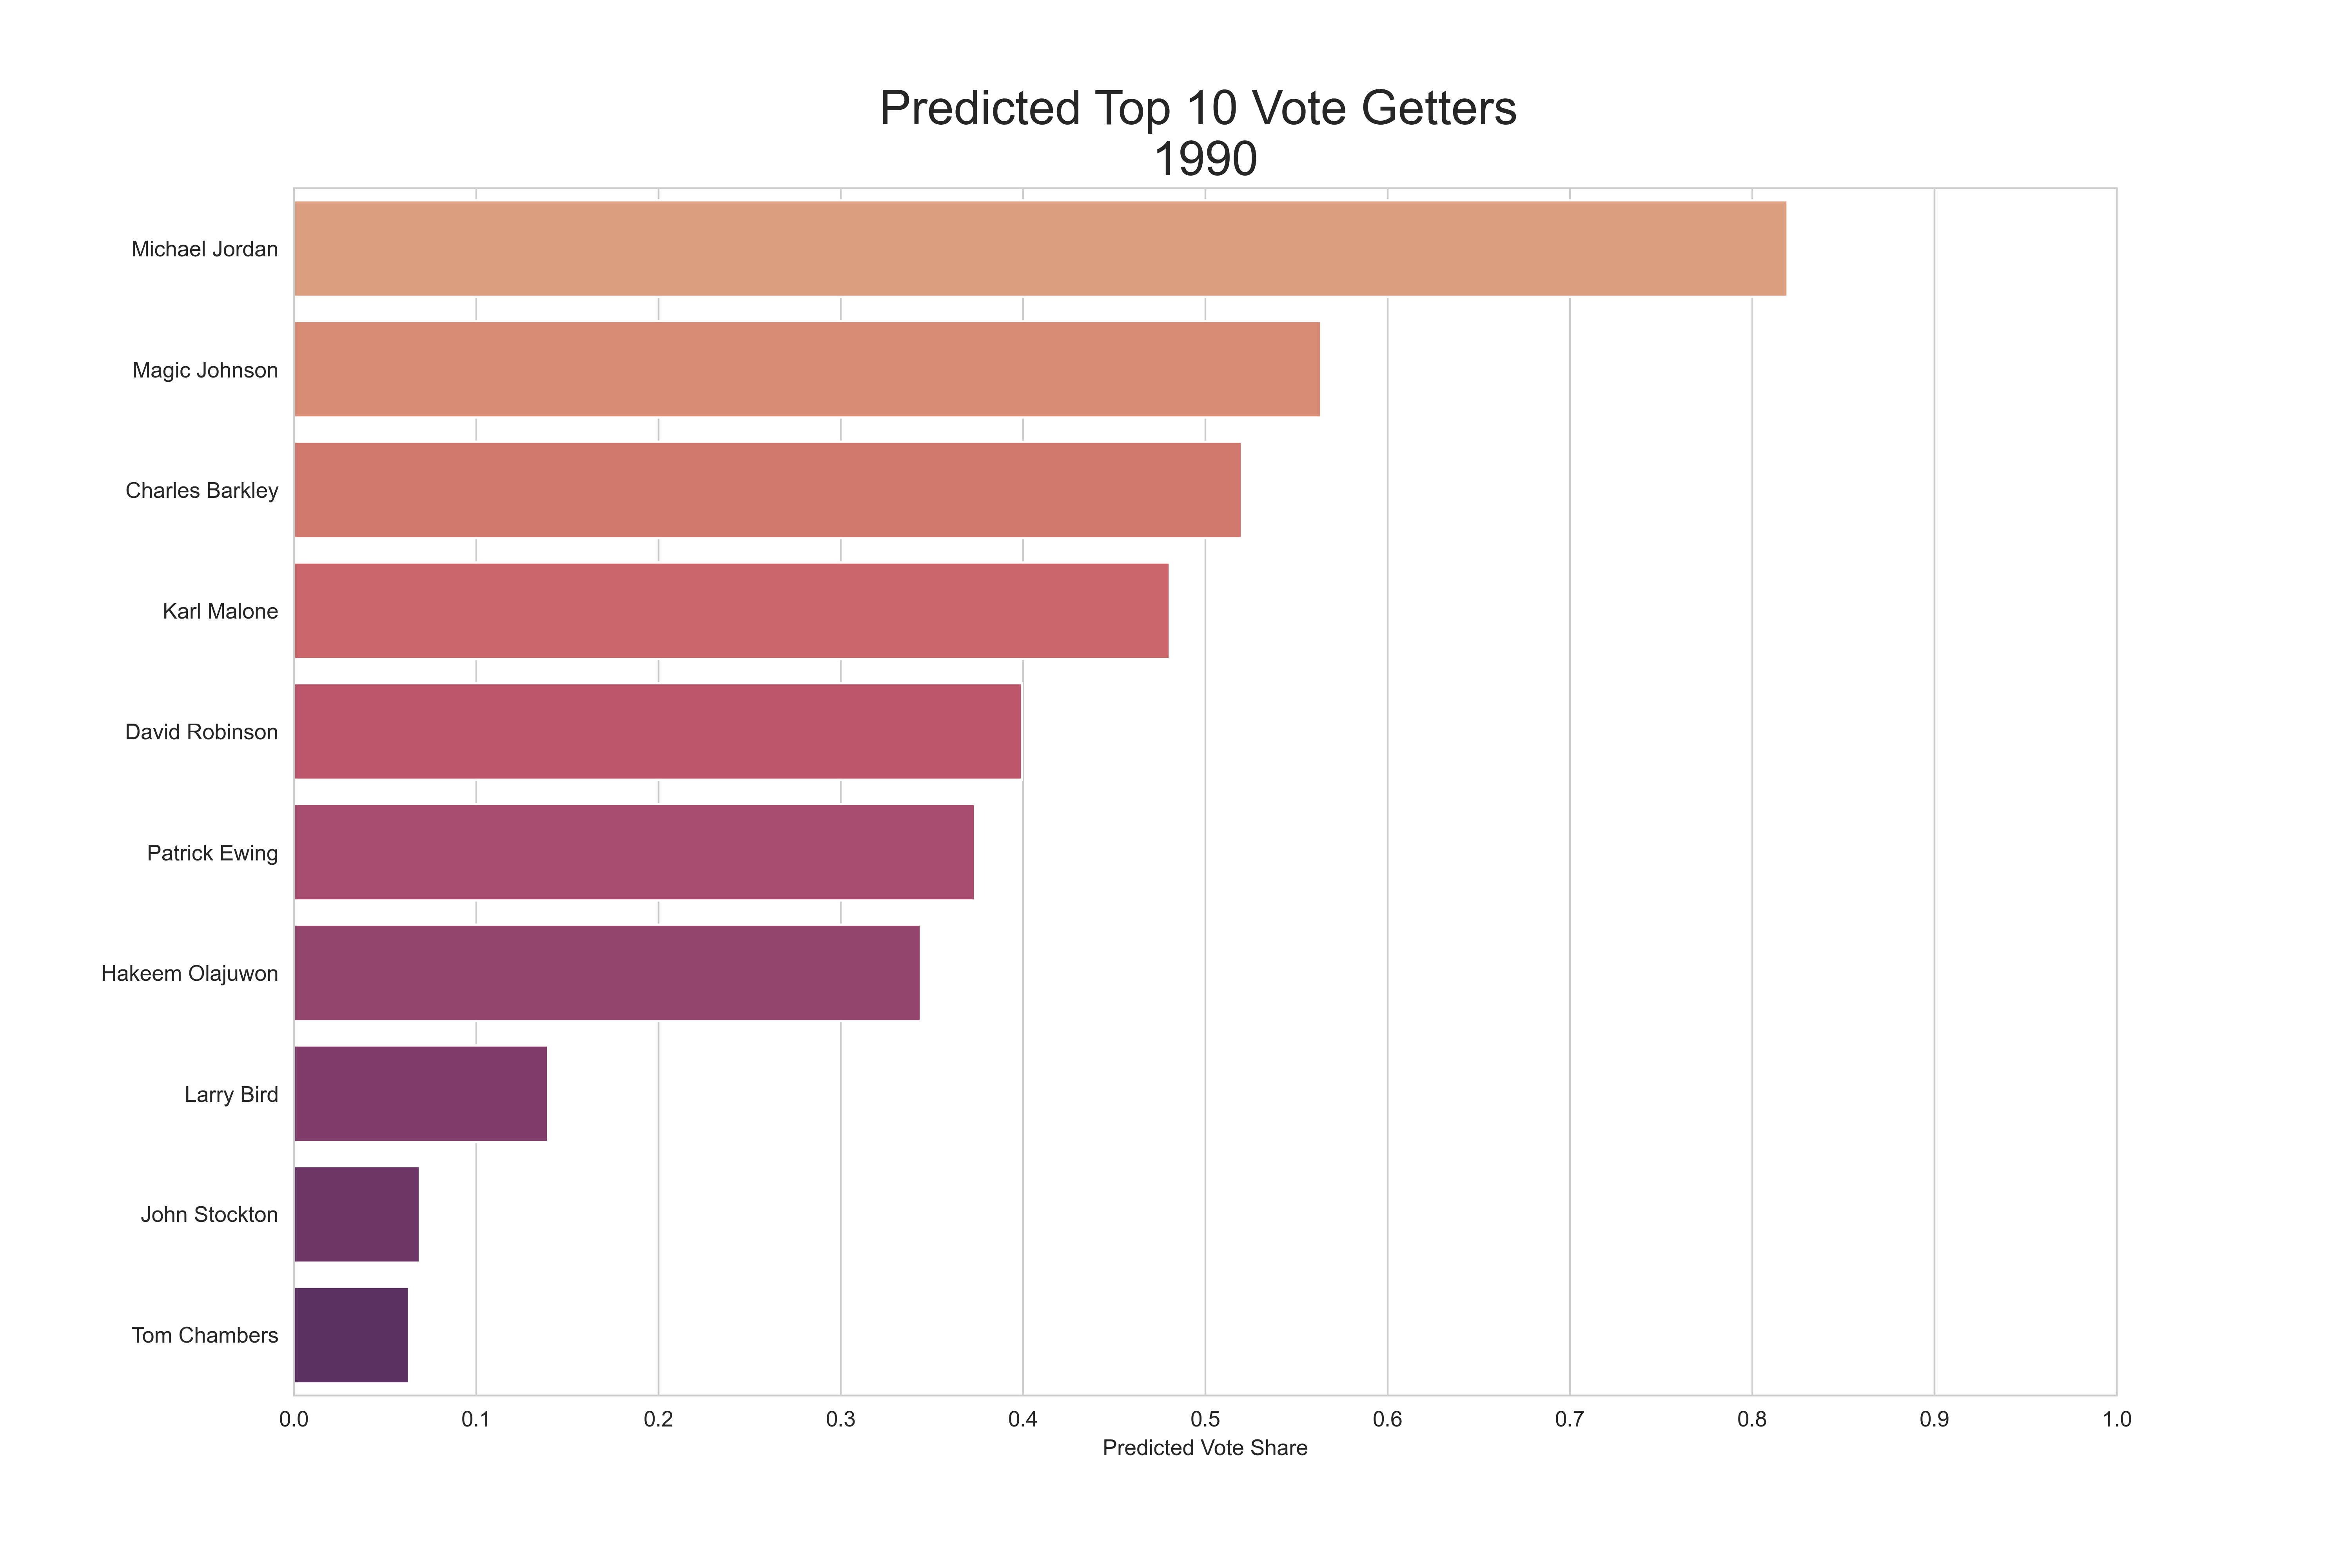 Predicted Top 10 Vote Getters
1990
Michael Jordan
Magic Johnson
Charles Barkley
Karl Malone
David Robinson
Patrick Ewing
Hakeem Olajuwon
Larry Bird
John Stockton
Tom Chambers
0.0 0.1 0.2 0.3 0.4 0.5 0.6 0.7 0.8 0.9 1.0
Predicted Vote Share